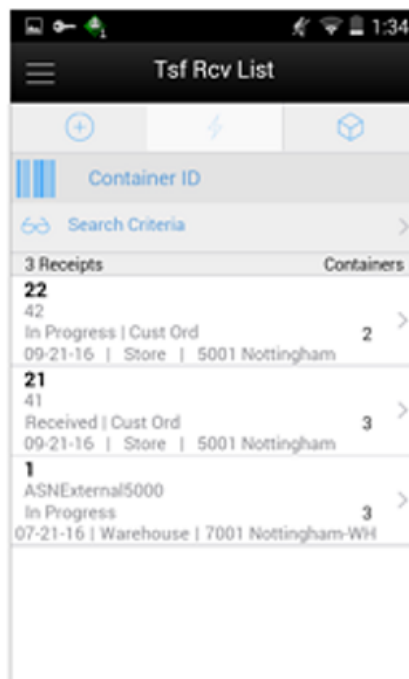 1:34
Tsf Rcv List
Container ID
Search Criteria
3 Receipts Containers
22
42
In Progress | Cust Ord 2
09-21-16 | Store | 5001 Nottingham
21
41
Received | Cust Ord 3
09-21-16 | Store | 5001 Nottingham
1
ASNExternal5000
In Progress 3
07-21-16 | Warehouse | 7001 Nottingham-WH